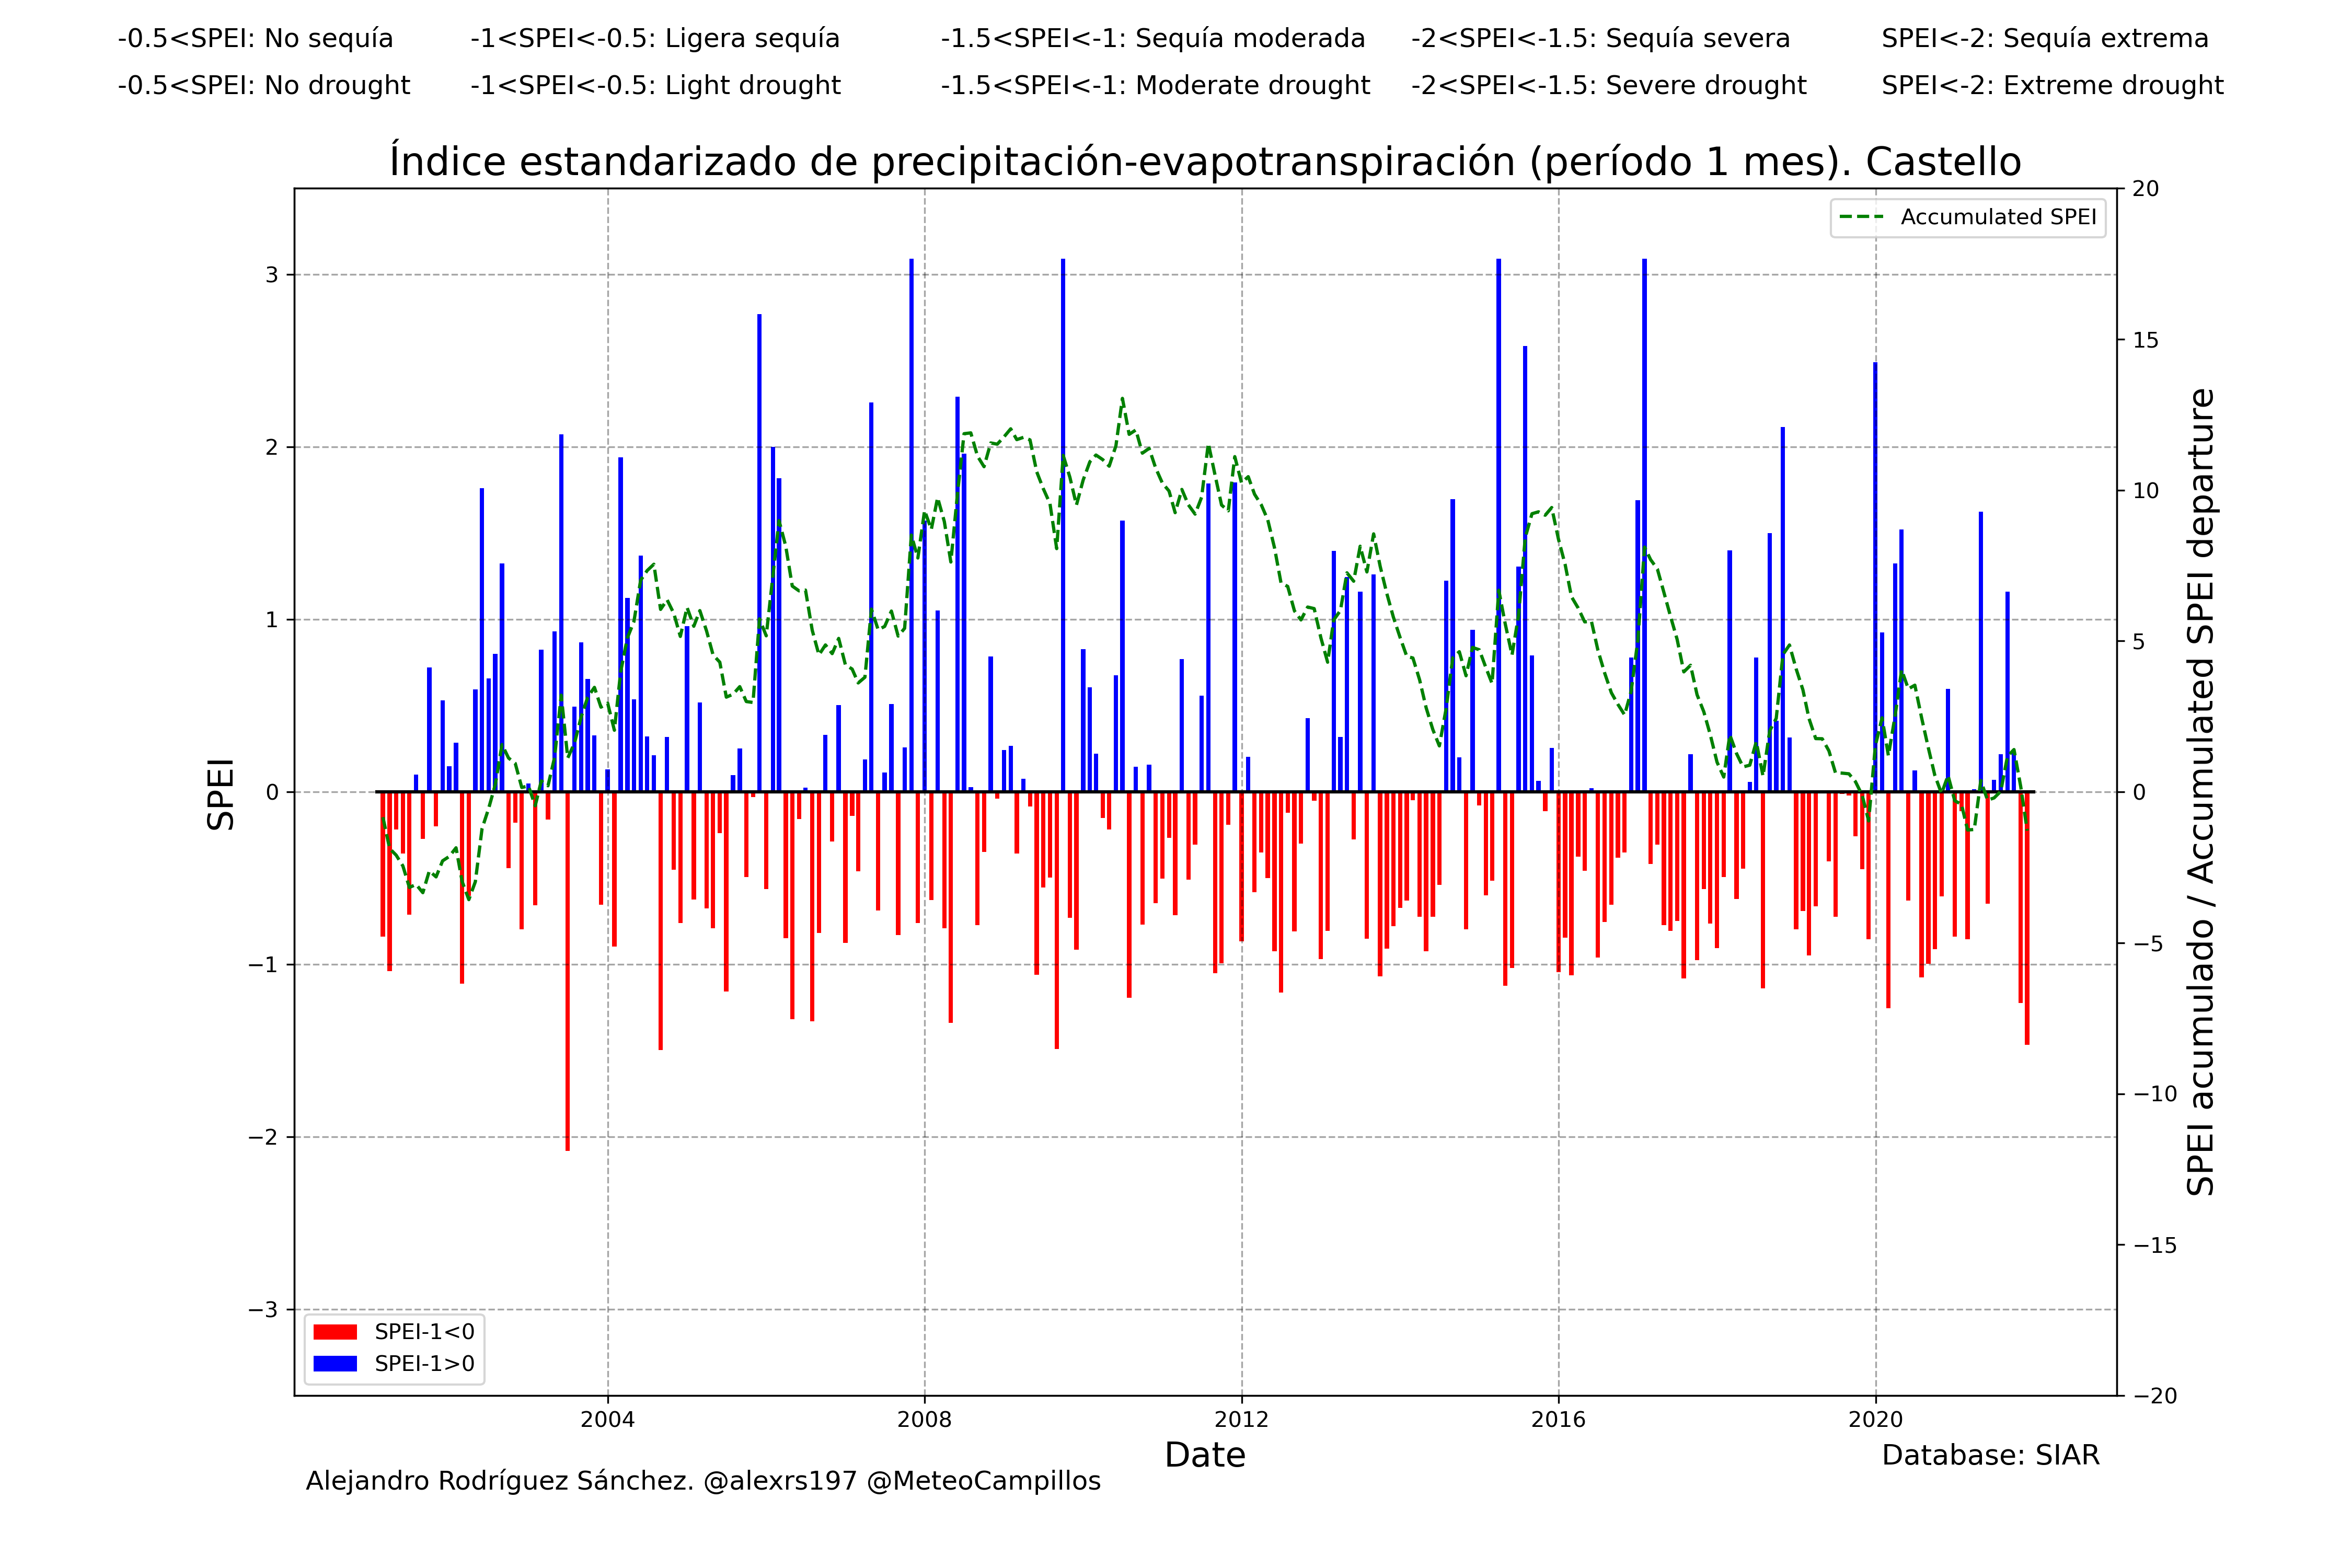 -0.5<SPEI: No sequía -1<SPEI<-0.5: Ligera sequía -1.5<SPEI<-1: Sequía moderada -2<SPEI<-1.5: Sequía severa SPEI<-2: Sequía extrema
-0.5<SPEI: No drought -1<SPEI<-0.5: Light drought -1.5<SPEI<-1: Moderate drought -2<SPEI<-1.5: Severe drought SPEI<-2: Extreme drought
Índice estandarizado de precipitación-evapotranspiración (período 1 mes). Castello
Accumulated SPEI
SPEI
3
2
1
0
−1
−2
−3
20
15
10
5
0
−5
−10
−15
−20
SPEI acumulado / Accumulated SPEI departure
SPEI-1<0
SPEI-1>0
2004 2008 2012 2016 2020
Date
Database: SIAR
Alejandro Rodríguez Sánchez. @alexrs197 @MeteoCampillos